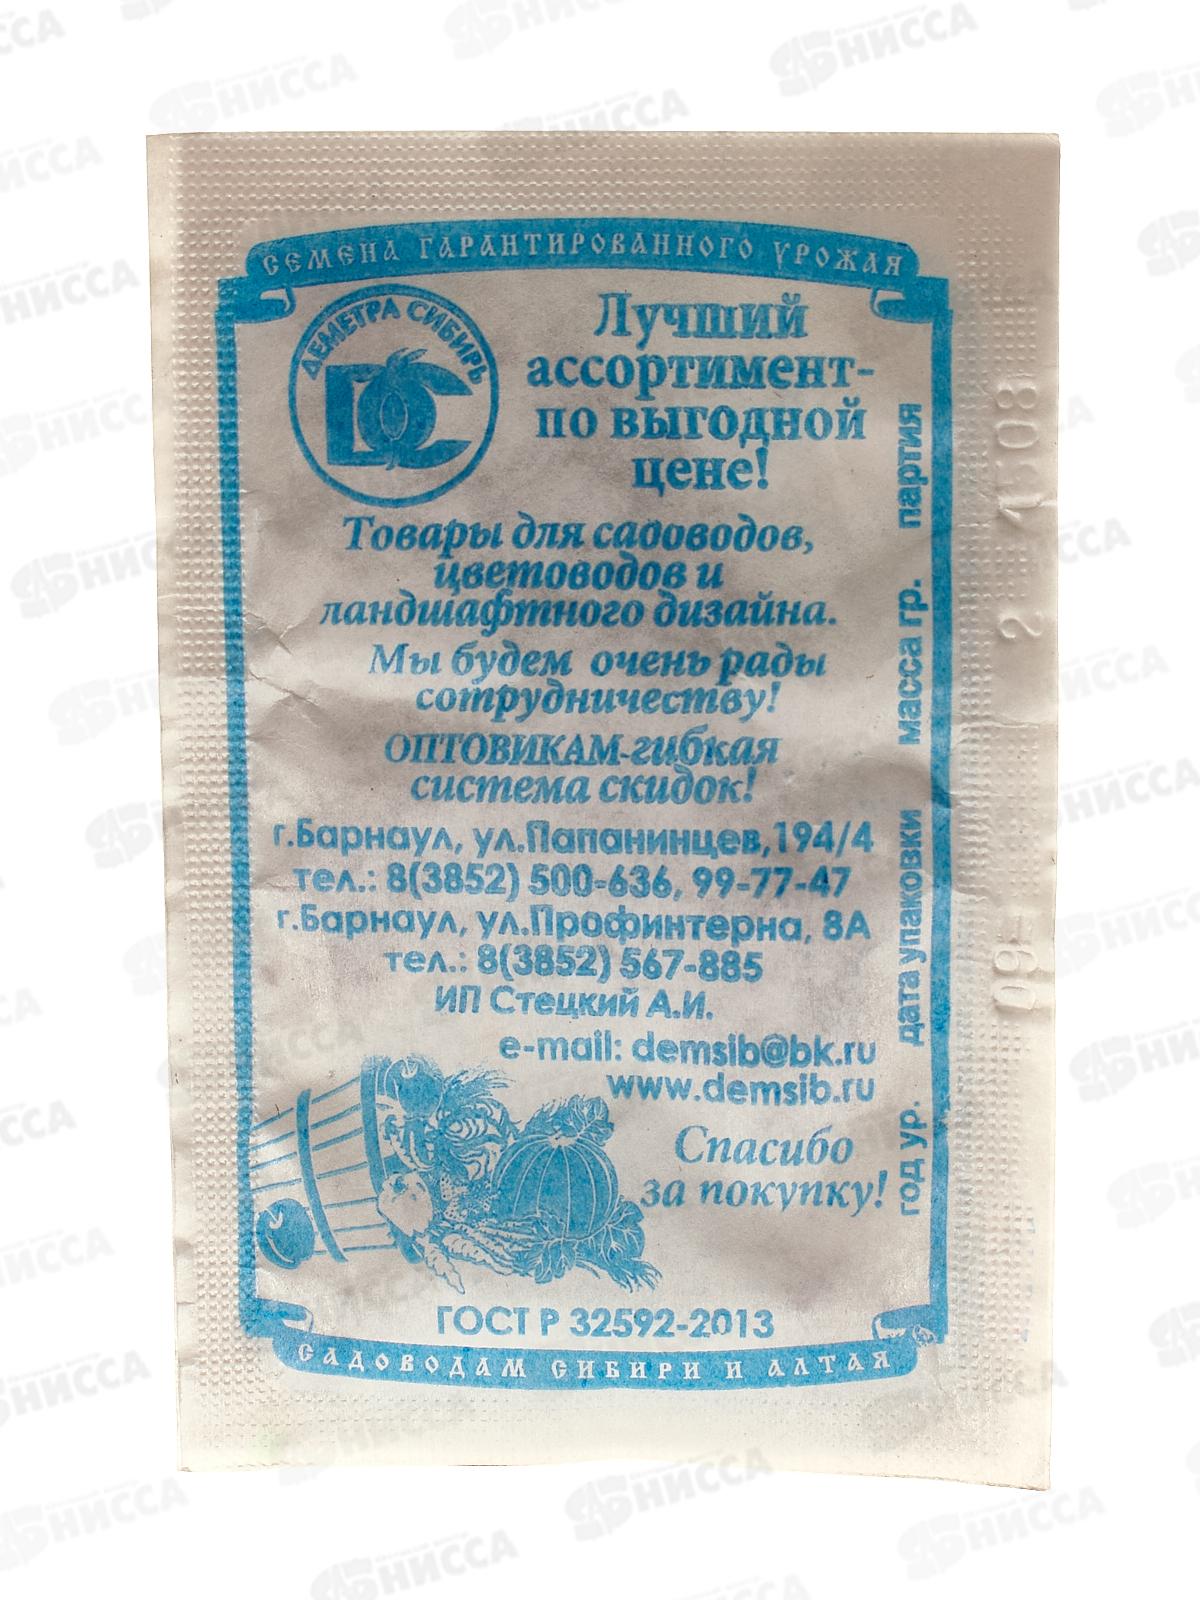 СЕМЕНА ГАРАНТИРОВАННОГО УРОЖАЯ
ДЕМЕТРА СИБИРЬ
ДС
Лучший
ассортимент-
по выгодной
цене!
Товары для садоводов,
цветоводов и
ландшафтного дизайна.
Мы будем очень рады
сотрудничеству!
ОПТОВИКАМ-гибкая
система скидок!
г.Барнаул, ул.Папанинцев,194/4
тел.: 8(3852) 500-636, 99-77-47
г.Барнаул, ул.Профинтерна, 8А
тел.: 8(3852) 567-885
ИП Стецкий А.И.
e-mail: demsib@bk.ru
www.demsib.ru
Спасибо
за покупку!
ГОСТ Р 32592-2013
САДОВОДАМ СИБИРИ И АЛТАЯ
год ур. дата упаковки масса гр. партия
09- 2 1508
НИССА